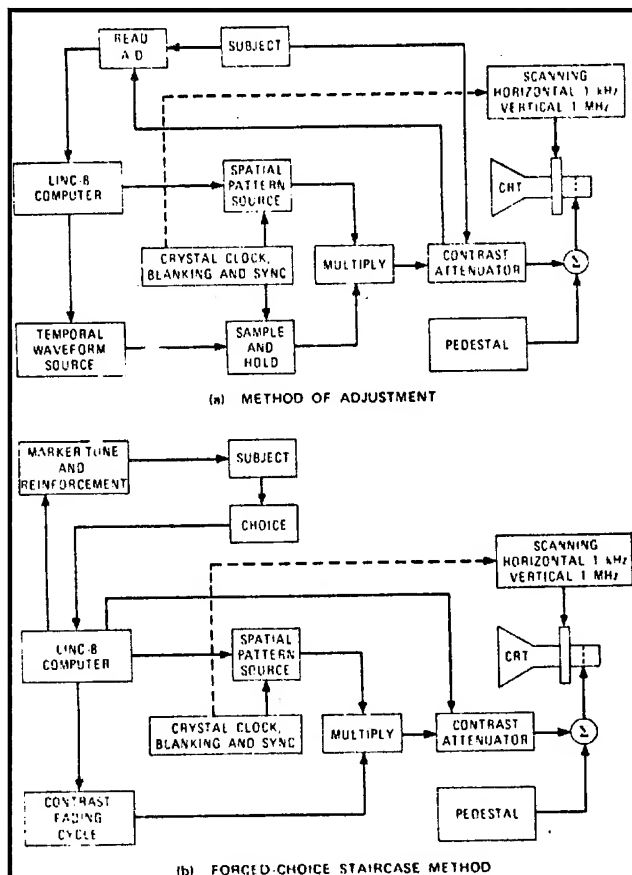 READ
A/D
SUBJECT
SCANNING
HORIZONTAL 1 kHz
VERTICAL 1 MHz
LINC-8
COMPUTER
SPATIAL
PATTERN
SOURCE
CRT
CRYSTAL CLOCK,
BLANKING AND SYNC
MULTIPLY
CONTRAST
ATTENUATOR
Σ
TEMPORAL
WAVEFORM
SOURCE
SAMPLE
AND
HOLD
PEDESTAL
(a) METHOD OF ADJUSTMENT
MARKER TONE
AND
REINFORCEMENT
SUBJECT
CHOICE
SCANNING
HORIZONTAL 1 kHz
VERTICAL 1 MHz
LINC-8
COMPUTER
SPATIAL
PATTERN
SOURCE
CRT
CRYSTAL CLOCK,
BLANKING AND SYNC
MULTIPLY
CONTRAST
ATTENUATOR
Σ
CONTRAST
FADING
CYCLE
PEDESTAL
(b) FORCED-CHOICE STAIRCASE METHOD